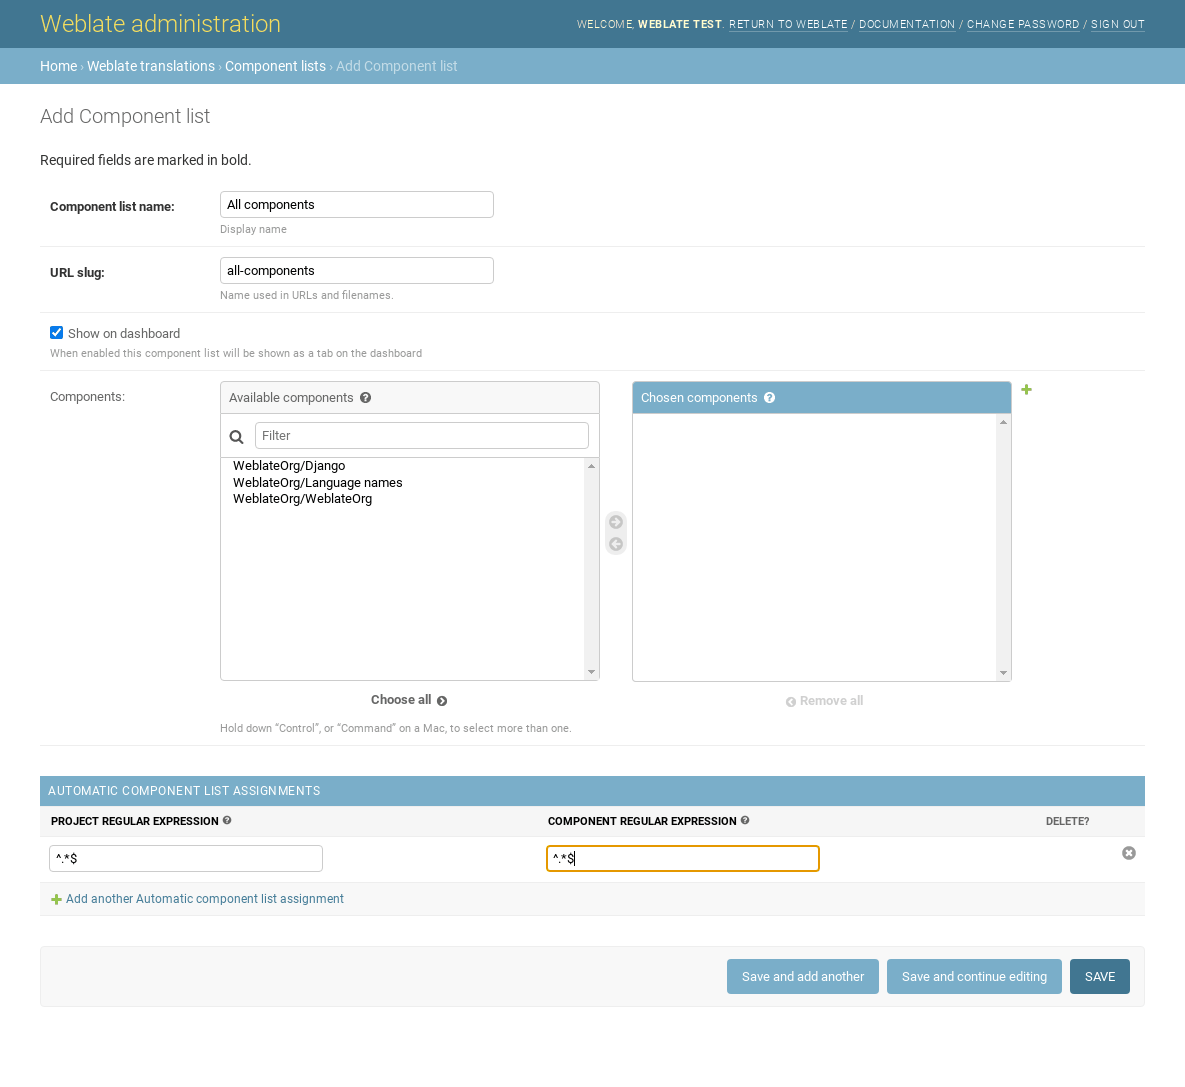 Weblate administration
WELCOME, WEBLATE TEST. RETURN TO WEBLATE / DOCUMENTATION / CHANGE PASSWORD / SIGN OUT
Home › Weblate translations › Component lists › Add Component list
Add Component list
Required fields are marked in bold.
Component list name:
All components
Display name
URL slug:
all-components
Name used in URLs and filenames.
Show on dashboard
When enabled this component list will be shown as a tab on the dashboard
Components:
Available components
Filter
WeblateOrg/Django
WeblateOrg/Language names
WeblateOrg/WeblateOrg
Choose all
Chosen components
Remove all
Hold down “Control”, or “Command” on a Mac, to select more than one.
AUTOMATIC COMPONENT LIST ASSIGNMENTS
PROJECT REGULAR EXPRESSION COMPONENT REGULAR EXPRESSION DELETE?
^.*$ ^.*$
Add another Automatic component list assignment
Save and add another Save and continue editing SAVE